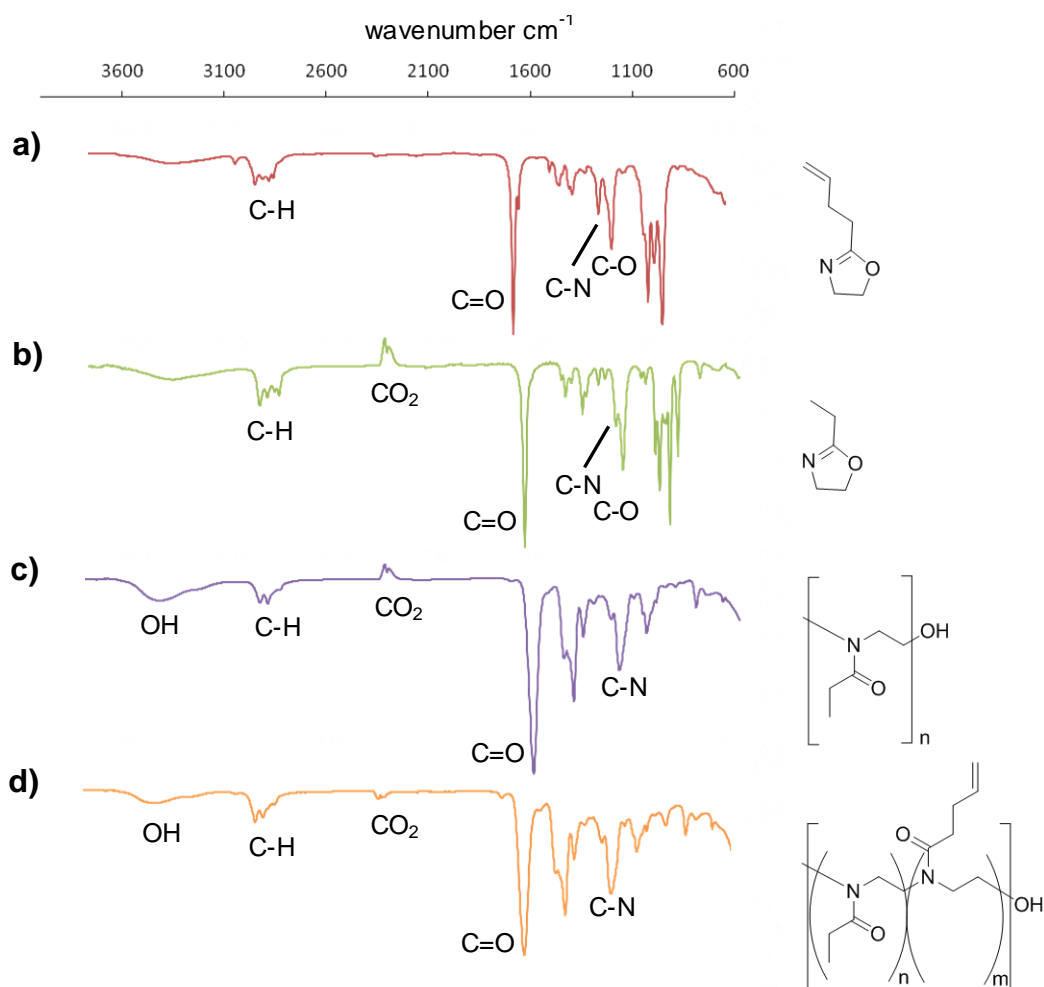 wavenumber cm-1
3600 3100 2600 2100 1600 1100 600
a)
C-H
C=O
C-N
C-O
N
O
b)
CO2
C-H
C=O
C-N
C-O
N
O
c)
OH
C-H
CO2
C=O
C-N
N
OH
O
n
d)
OH
C-H
CO2
C=O
C-N
O
N
N
OH
O
n
m